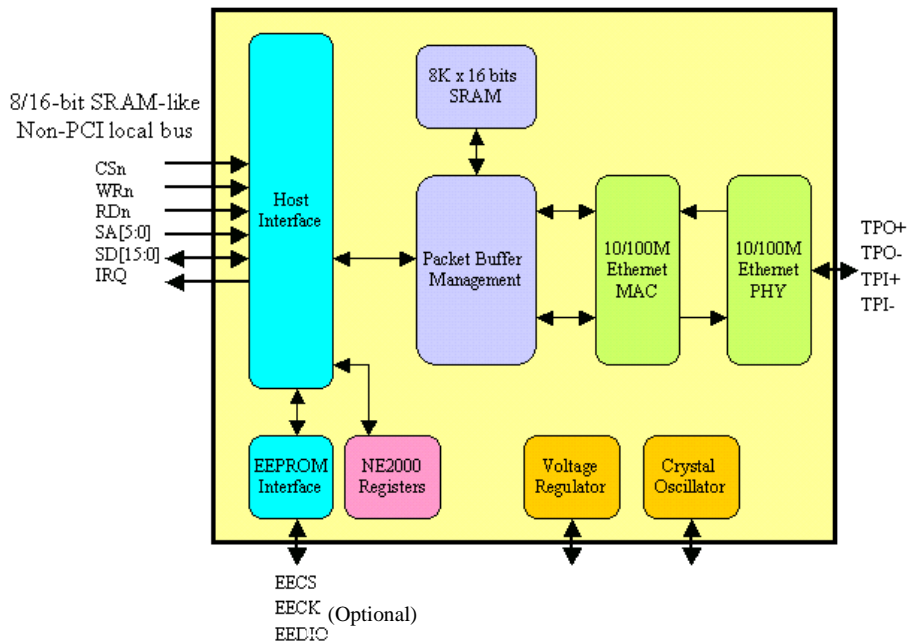 8K x 16 bits
SRAM
8/16-bit SRAM-like
Non-PCI local bus
CSn
WRn
RDn
SA[5:0]
SD[15:0]
IRQ
Host
Interface
Packet Buffer
Management
10/100M
Ethernet
MAC
10/100M
Ethernet
PHY
TPO+
TPO-
TPI+
TPI-
EEPROM
Interface
NE2000
Registers
Voltage
Regulator
Crystal
Oscillator
EECS
EECK (Optional)
EEDIO